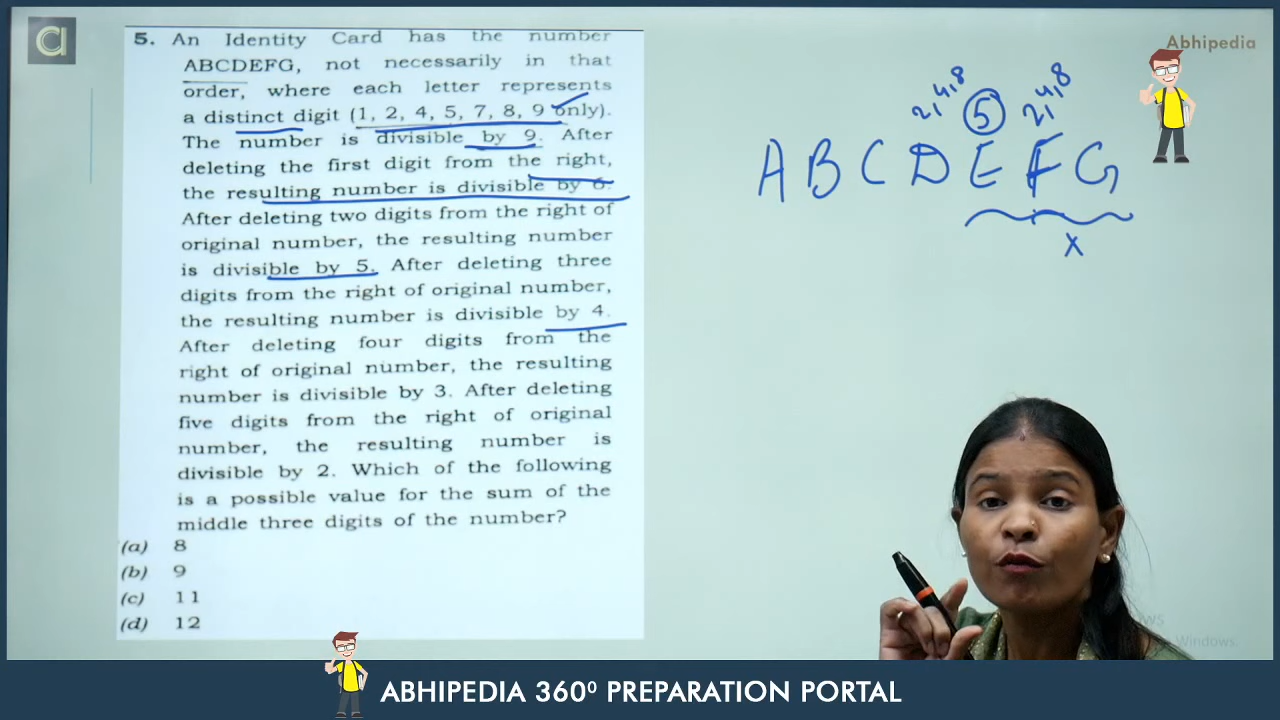 a
Abhipedia
5. An Identity Card has the number
ABCDEFG, not necessarily in that
order, where each letter represents
a distinct digit (1, 2, 4, 5, 7, 8, 9 only).
The number is divisible by 9. After
deleting the first digit from the right,
the resulting number is divisible by 6.
After deleting two digits from the right of
original number, the resulting number
is divisible by 5. After deleting three
digits from the right of original number,
the resulting number is divisible by 4.
After deleting four digits from the
right of original number, the resulting
number is divisible by 3. After deleting
five digits from the right of original
number, the resulting number is
divisible by 2. Which of the following
is a possible value for the sum of the
middle three digits of the number?
(a) 8
(b) 9
(c) 11
(d) 12
2,4,8 5 2,4,8
A B C D E F G
x
Windows.
ABHIPEDIA 360º PREPARATION PORTAL